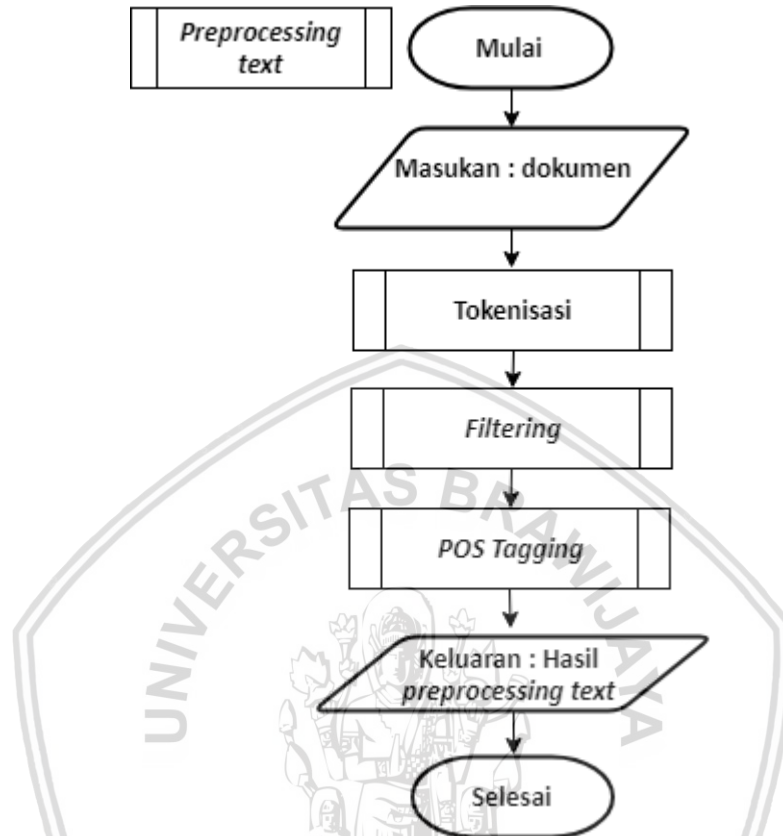 Preprocessing
text
Mulai
Masukan : dokumen
Tokenisasi
Filtering
POS Tagging
Keluaran : Hasil
preprocessing text
Selesai
UNIVERSITAS BRAWIJAYA